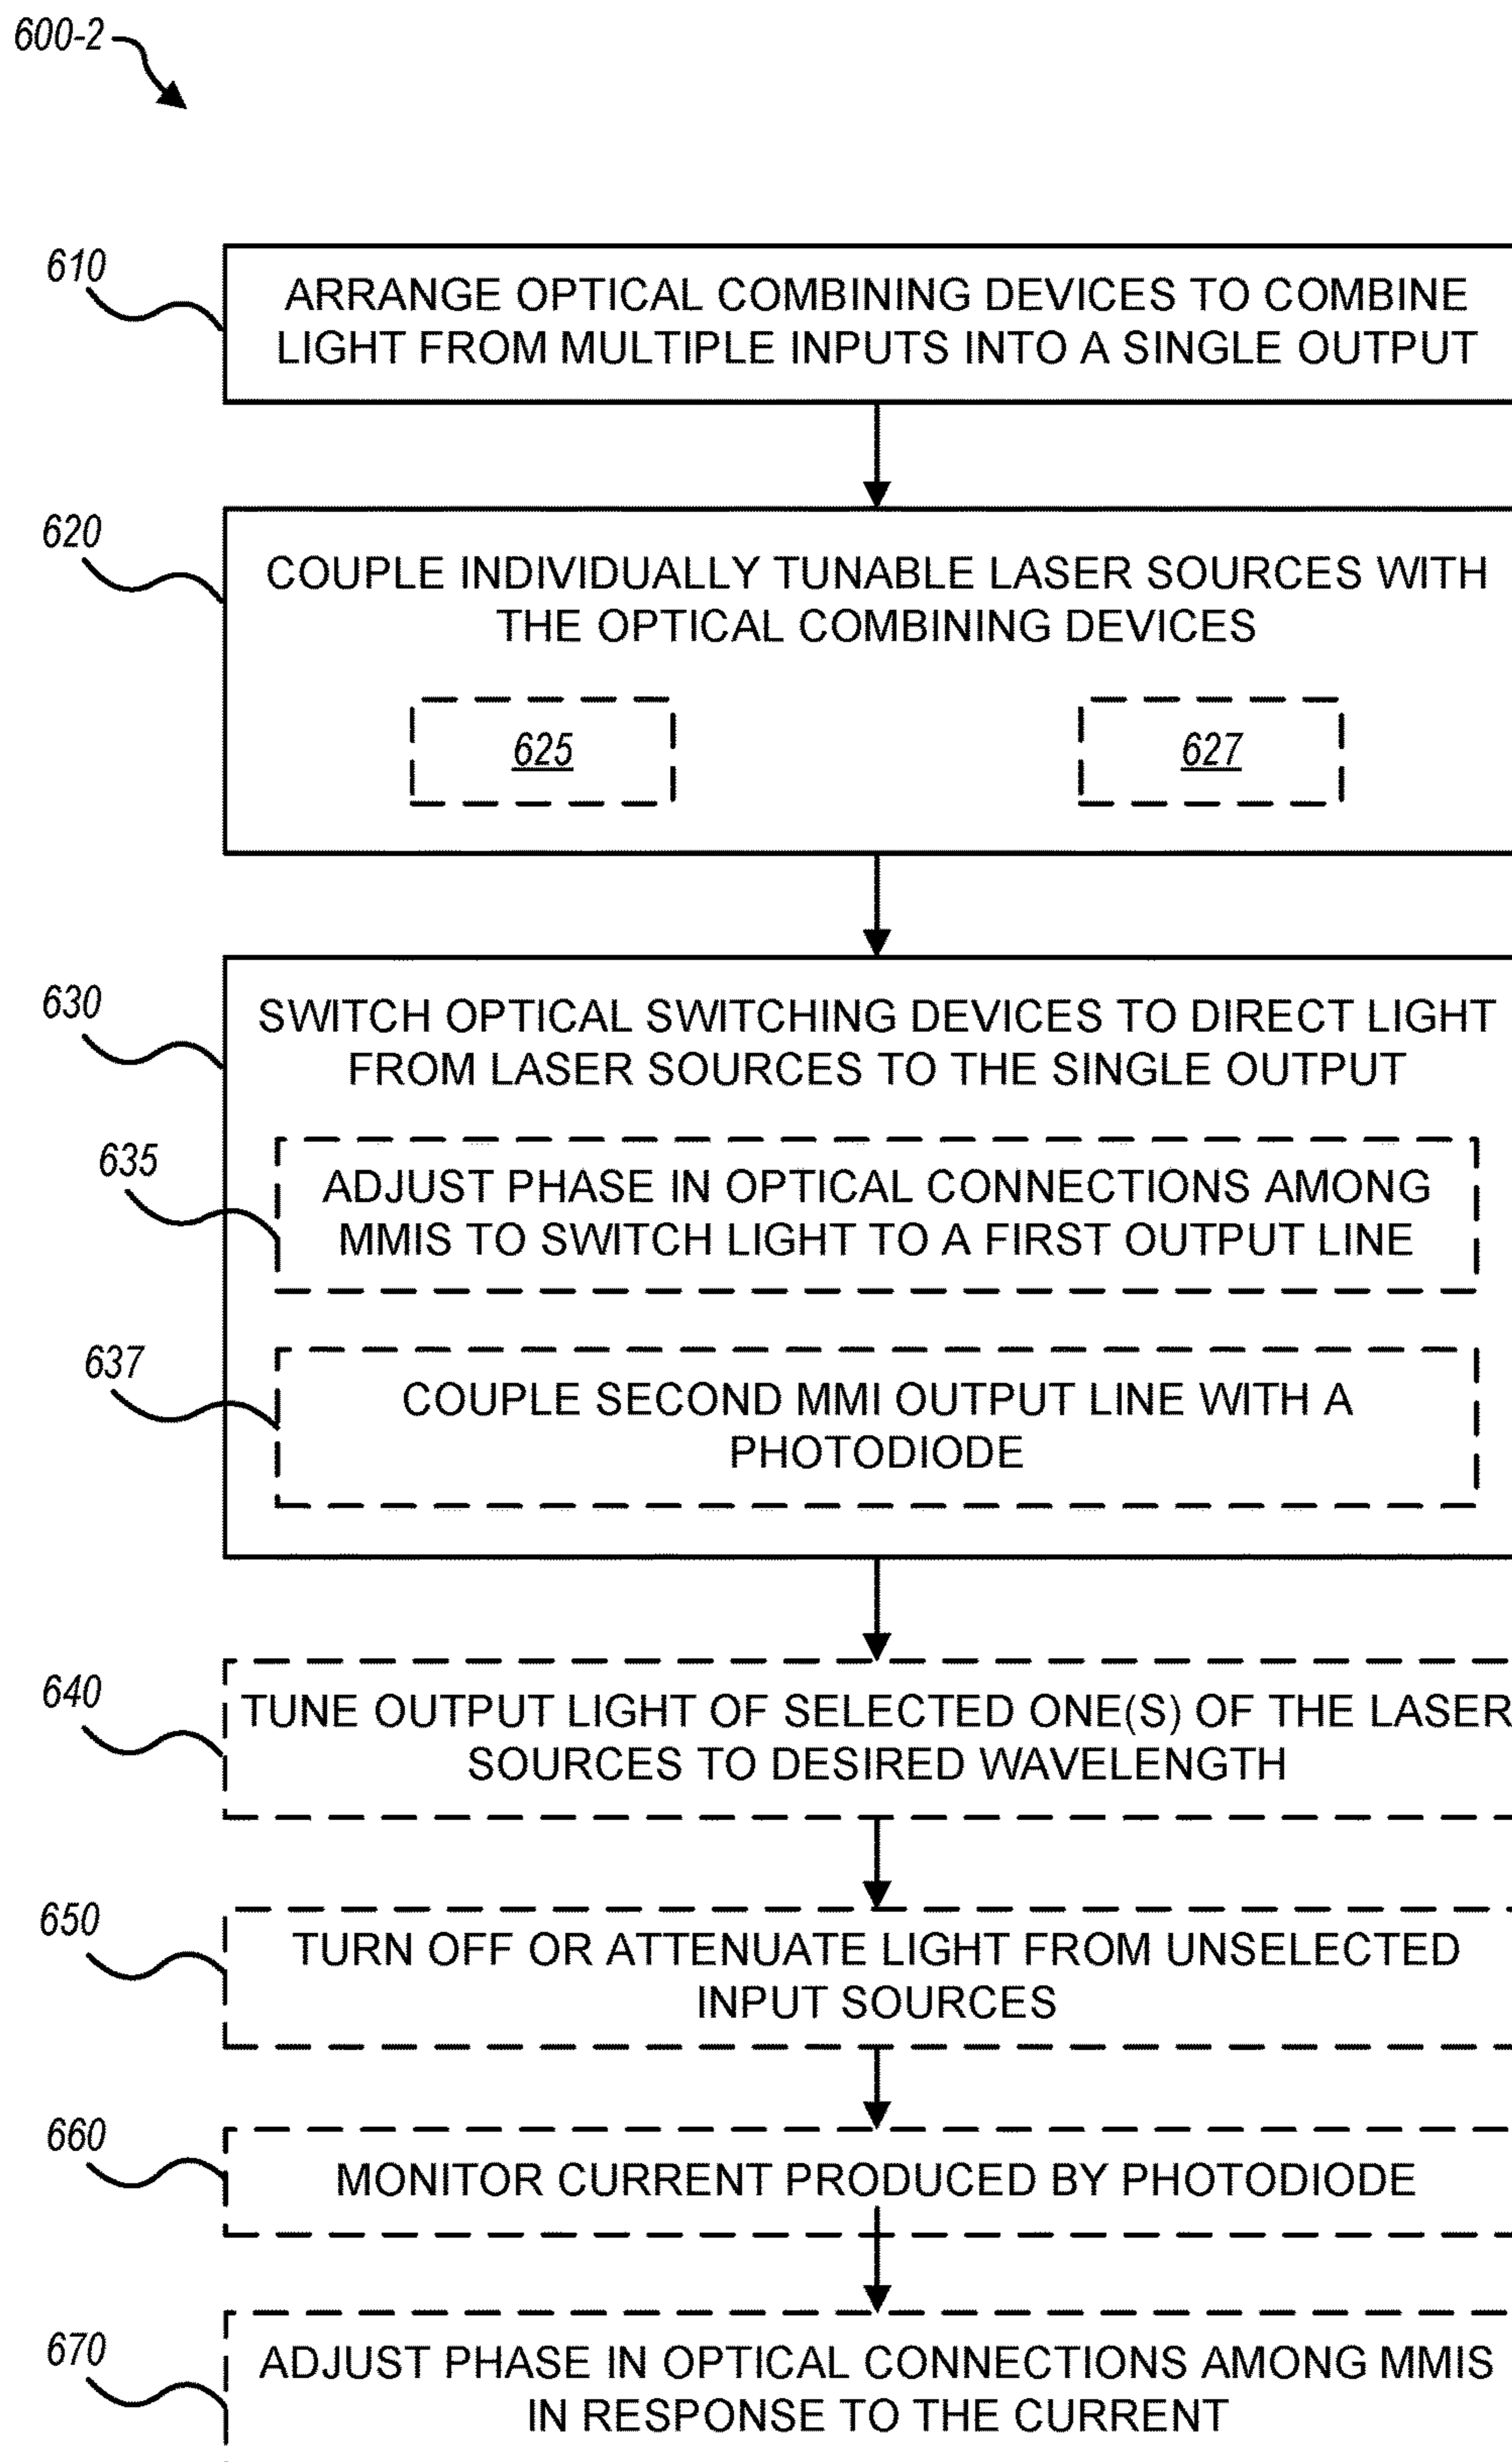 600-2
610
ARRANGE OPTICAL COMBINING DEVICES TO COMBINE
LIGHT FROM MULTIPLE INPUTS INTO A SINGLE OUTPUT
620
COUPLE INDIVIDUALLY TUNABLE LASER SOURCES WITH
THE OPTICAL COMBINING DEVICES
625
627
630
SWITCH OPTICAL SWITCHING DEVICES TO DIRECT LIGHT
FROM LASER SOURCES TO THE SINGLE OUTPUT
635
ADJUST PHASE IN OPTICAL CONNECTIONS AMONG
MMIS TO SWITCH LIGHT TO A FIRST OUTPUT LINE
637
COUPLE SECOND MMI OUTPUT LINE WITH A
PHOTODIODE
640
TUNE OUTPUT LIGHT OF SELECTED ONE(S) OF THE LASER
SOURCES TO DESIRED WAVELENGTH
650
TURN OFF OR ATTENUATE LIGHT FROM UNSELECTED
INPUT SOURCES
660
MONITOR CURRENT PRODUCED BY PHOTODIODE
670
ADJUST PHASE IN OPTICAL CONNECTIONS AMONG MMIS
IN RESPONSE TO THE CURRENT